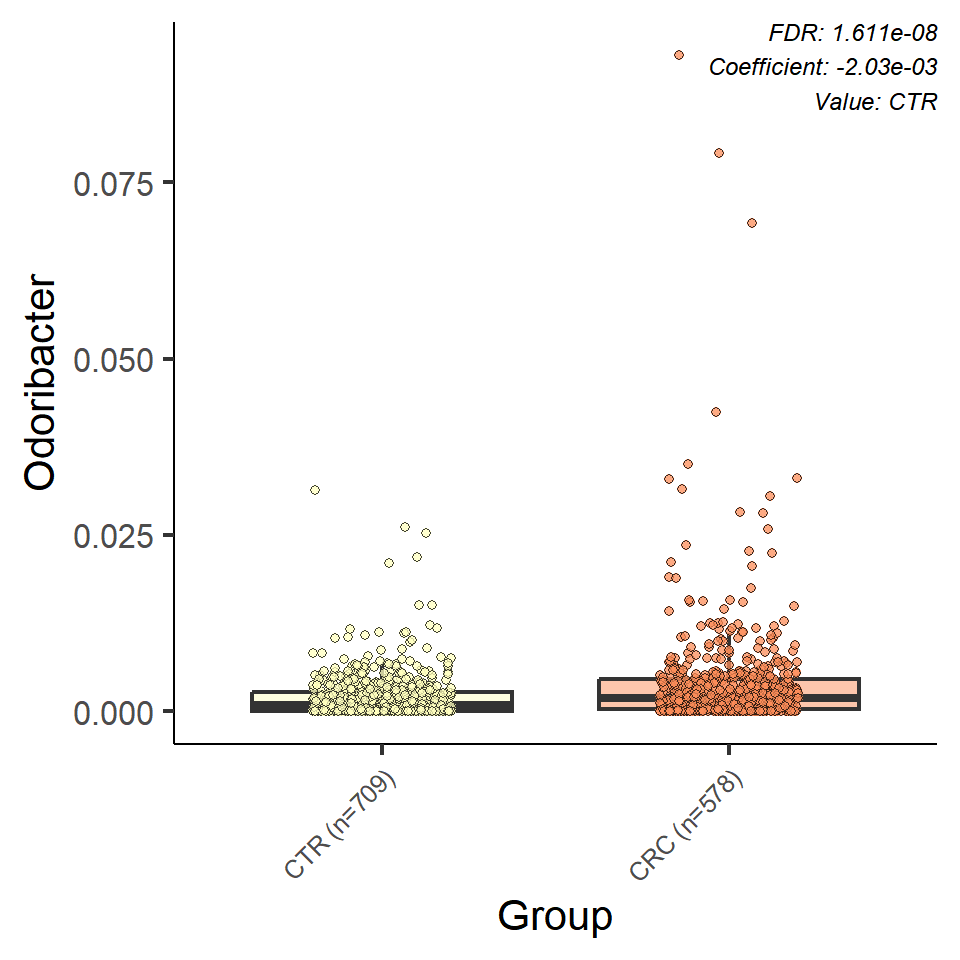 FDR: 1.611e-08
Coefficient: -2.03e-03
Value: CTR
Odoribacter
0.075
0.050
0.025
0.000
CTR (n=709)
CRC (n=578)
Group